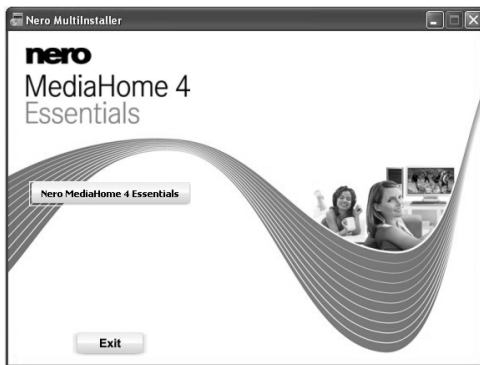 Nero MultiInstaller
nero
MediaHome 4
Essentials
Nero MediaHome 4 Essentials
Exit